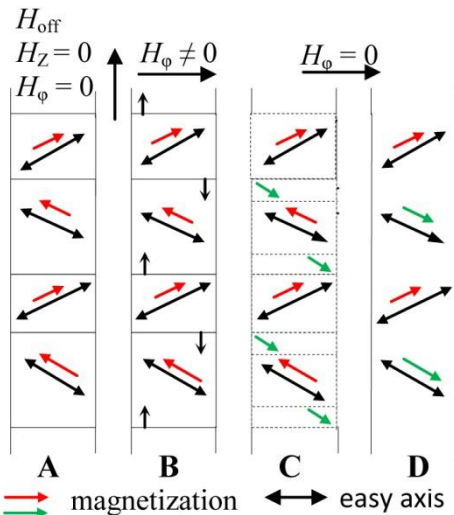 H_off
H_Z = 0
H_φ = 0
H_φ ≠ 0
H_φ = 0
A B C D
magnetization easy axis